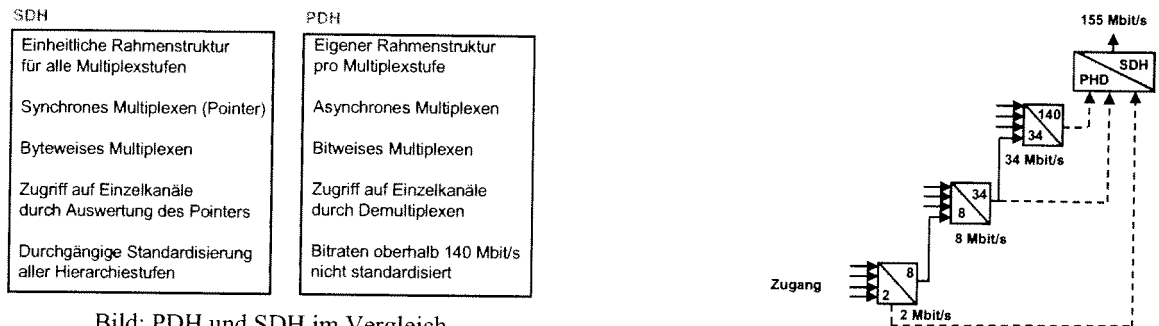 SDH
Einheitliche Rahmenstruktur
für alle Multiplexstufen
Synchrones Multiplexen (Pointer)
Byteweises Multiplexen
Zugriff auf Einzelkanäle
durch Auswertung des Pointers
Durchgängige Standardisierung
aller Hierarchiestufen
PDH
Eigener Rahmenstruktur
pro Multiplexstufe
Asynchrones Multiplexen
Bitweises Multiplexen
Zugriff auf Einzelkanäle
durch Demultiplexen
Bitraten oberhalb 140 Mbit/s
nicht standardisiert
Bild: PDH und SDH im Vergleich
155 Mbit/s
SDH
PHD
140
34
34 Mbit/s
34
8
8 Mbit/s
Zugang
8
2
2 Mbit/s